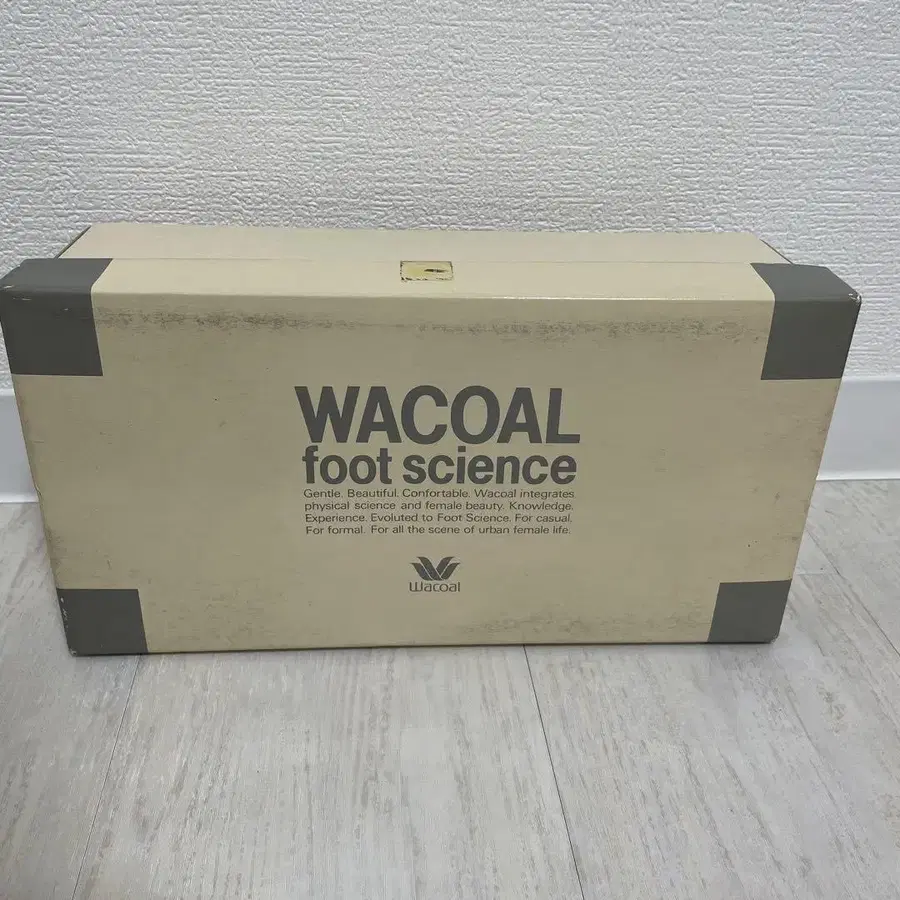 WACOAL
foot science
Gentle. Beautiful. Confortable. Wacoal integrates
physical science and female beauty. Knowledge.
Experience. Evoluted to Foot Science. For casual.
For formal. For all the scene of urban female life.
Wacoal